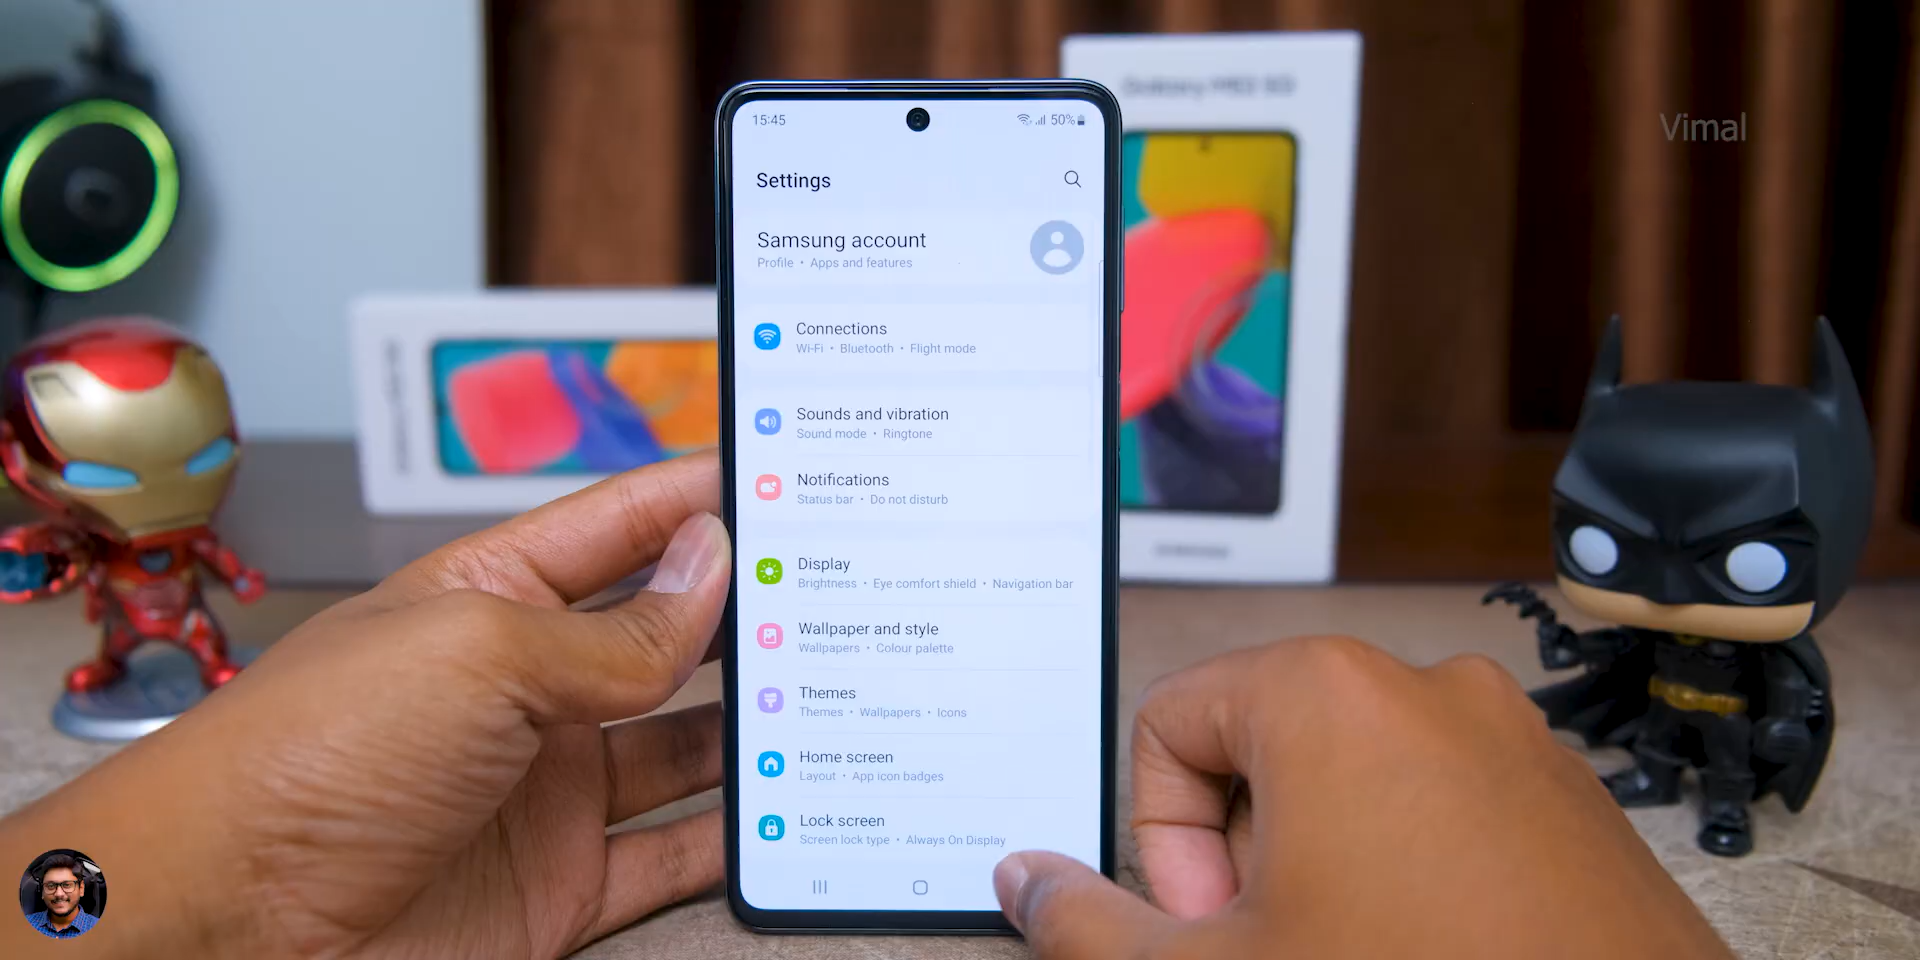 Vimal
15:45
50%
Settings
Samsung account
Profile • Apps and features
Connections
Wi-Fi • Bluetooth • Flight mode
Sounds and vibration
Sound mode • Ringtone
Notifications
Status bar • Do not disturb
Display
Brightness • Eye comfort shield • Navigation bar
Wallpaper and style
Wallpapers • Colour palette
Themes
Themes • Wallpapers • Icons
Home screen
Layout • App icon badges
Lock screen
Screen lock type • Always On Display